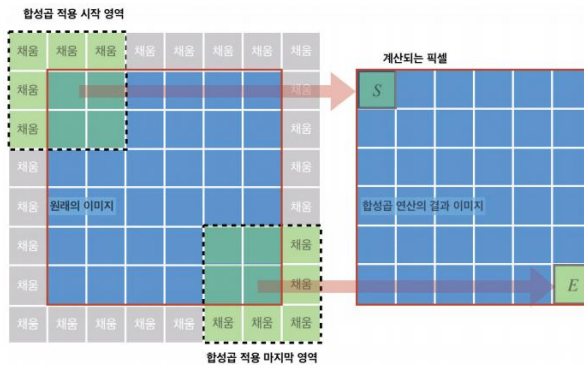 합성곱 적용 시작 영역
채움 채움 채움 채움 채움 채움 채움 채움
계산되는 픽셀
채움 채움 S
채움 채움
채움 채움
채움 원래의 이미지 채움 합성곱 연산의 결과 이미지
채움 채움
채움 채움 E
채움 채움 채움 채움 채움 채움 채움 채움
합성곱 적용 마지막 영역